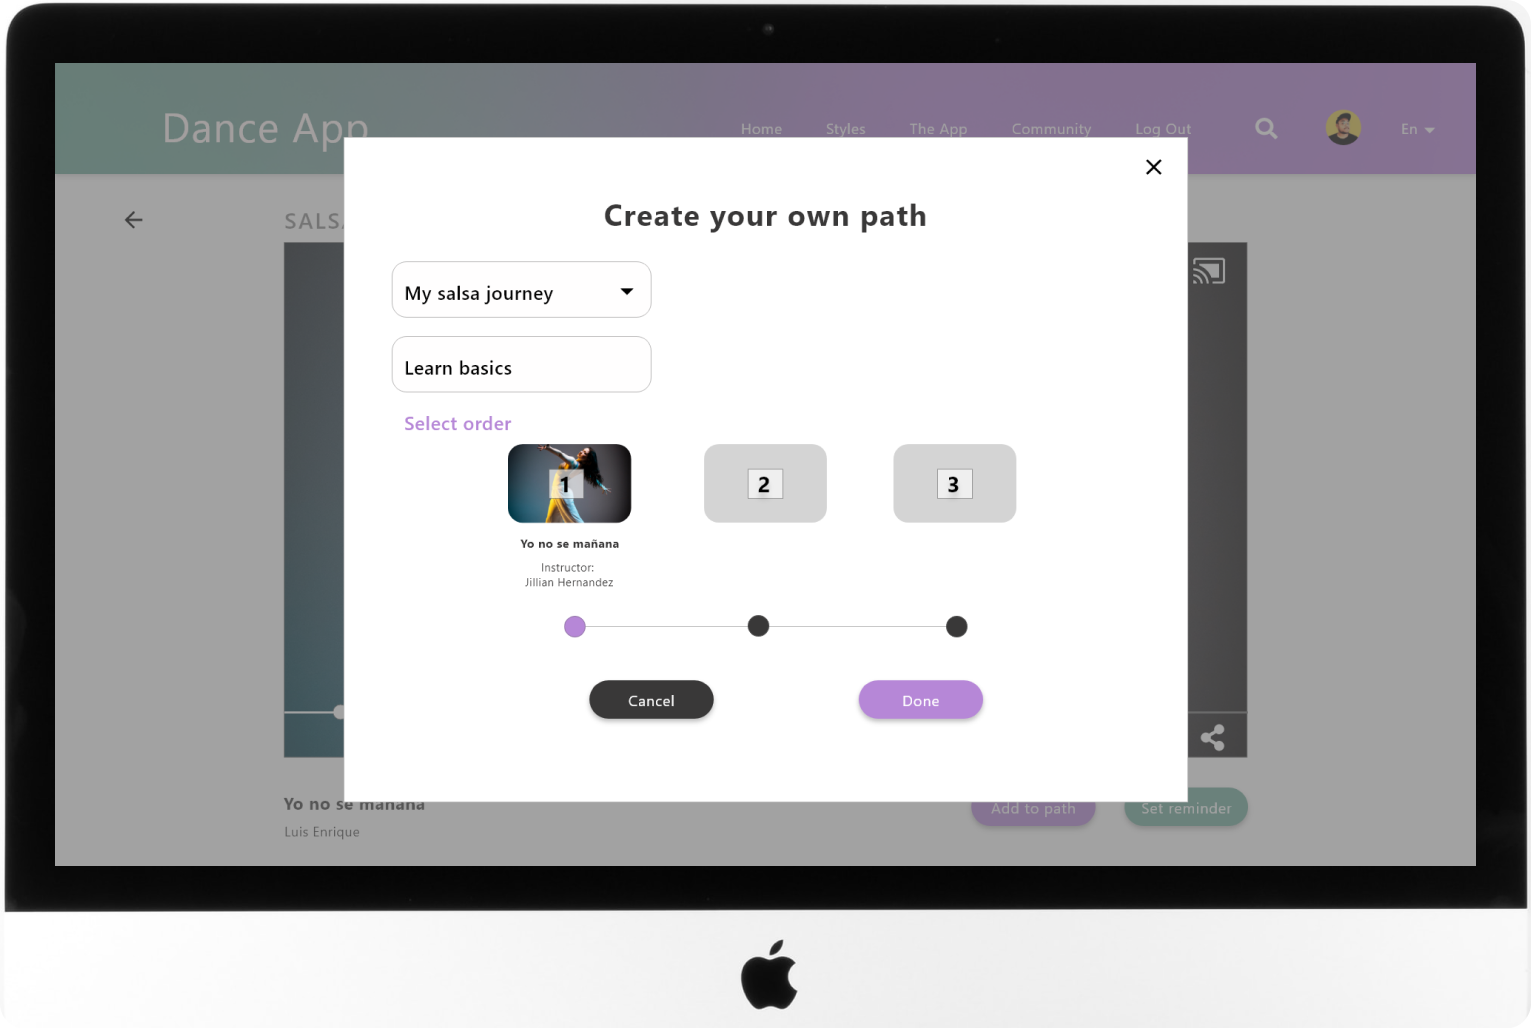 Dance App
Home Styles The App Community Log Out En
Create your own path
My salsa journey
Learn basics
Select order
1 2 3
Yo no se mañana
Instructor:
Jillian Hernandez
Cancel Done
Yo no se mañana
Luis Enrique
Add to path Set reminder